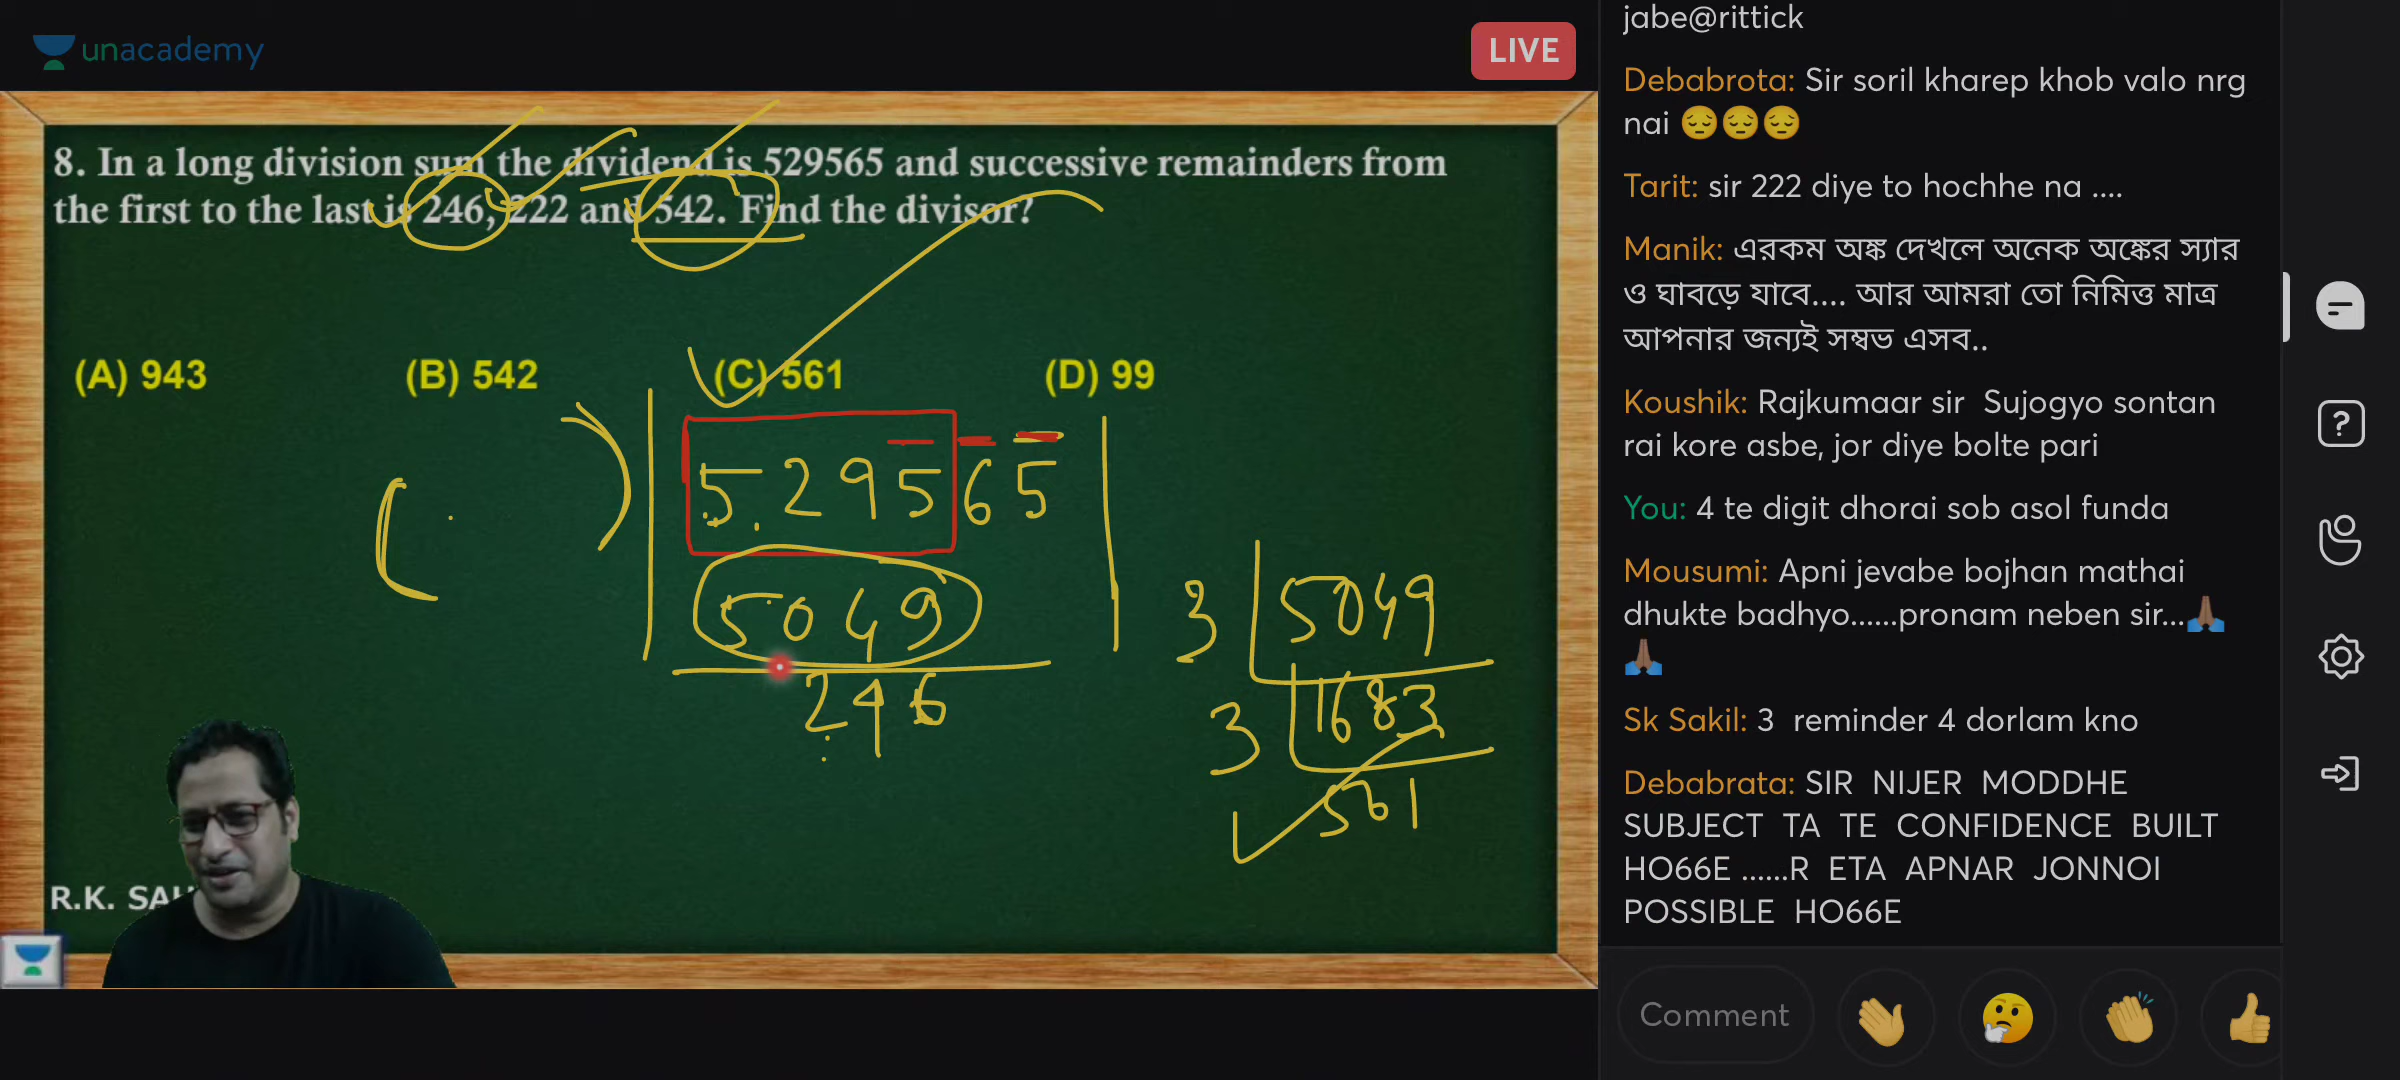 unacademy
LIVE
8. In a long division sum the dividend is 529565 and successive remainders from
the first to the last is 246, 222 and 542. Find the divisor?
(A) 943
(B) 542
(C) 561
(D) 99
529565
5049
246
3 5049
3 1683
561
R.K. SAH
jabe@rittick
Debabrota: Sir soril kharep khob valo nrg
nai 😔😔😔
Tarit: sir 222 diye to hochhe na ....
Manik: এরকম অঙ্ক দেখলে অনেক অঙ্কের স্যার
ও ঘাবড়ে যাবে.... আর আমরা তো নিমিত্ত মাত্র
আপনার জন্যই সম্বভ এসব..
Koushik: Rajkumaar sir Sujogyo sontan
rai kore asbe, jor diye bolte pari
You: 4 te digit dhorai sob asol funda
Mousumi: Apni jevabe bojhan mathai
dhukte badhyo......pronam neben sir...🙏🏾
🙏🏾
Sk Sakil: 3 reminder 4 dorlam kno
Debabrata: SIR NIJER MODDHE
SUBJECT TA TE CONFIDENCE BUILT
HO66E ......R ETA APNAR JONNOI
POSSIBLE HO66E
Comment